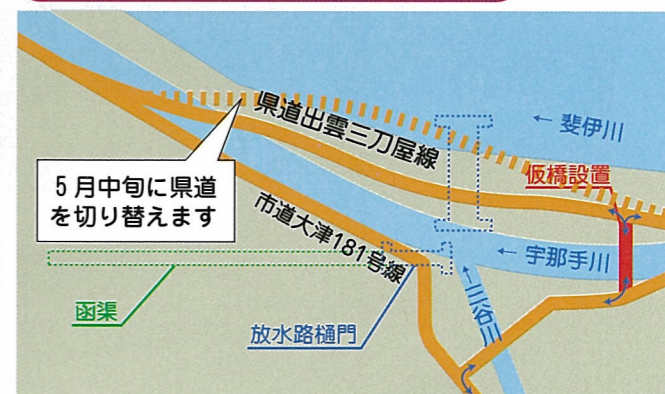 県道出雲三刀屋線
← 斐伊川
仮橋設置
5月中旬に県道
を切り替えます
市道大津181号線
← 宇那手川
←三谷川
函渠
放水路樋門